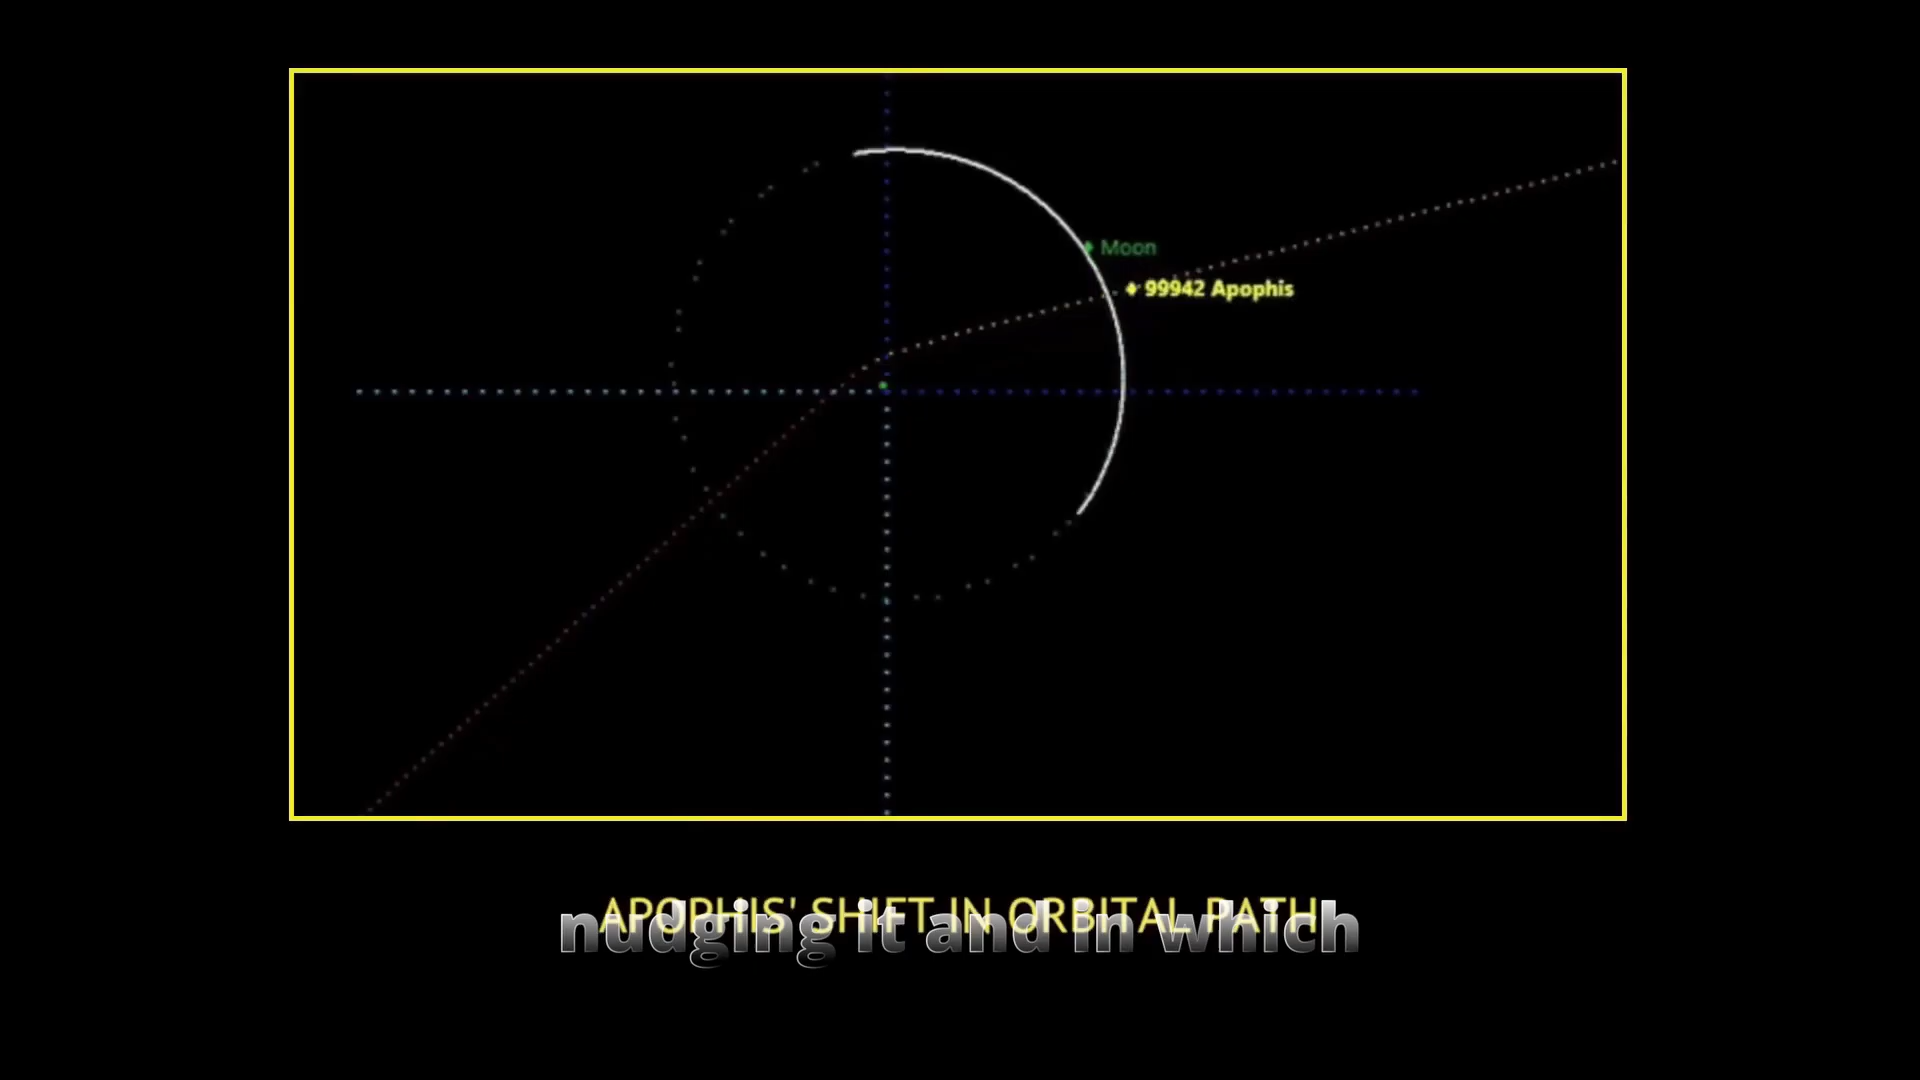 Moon
99942 Apophis
APOPHIS' SHIFT IN ORBITAL PATH
nudging it and in which